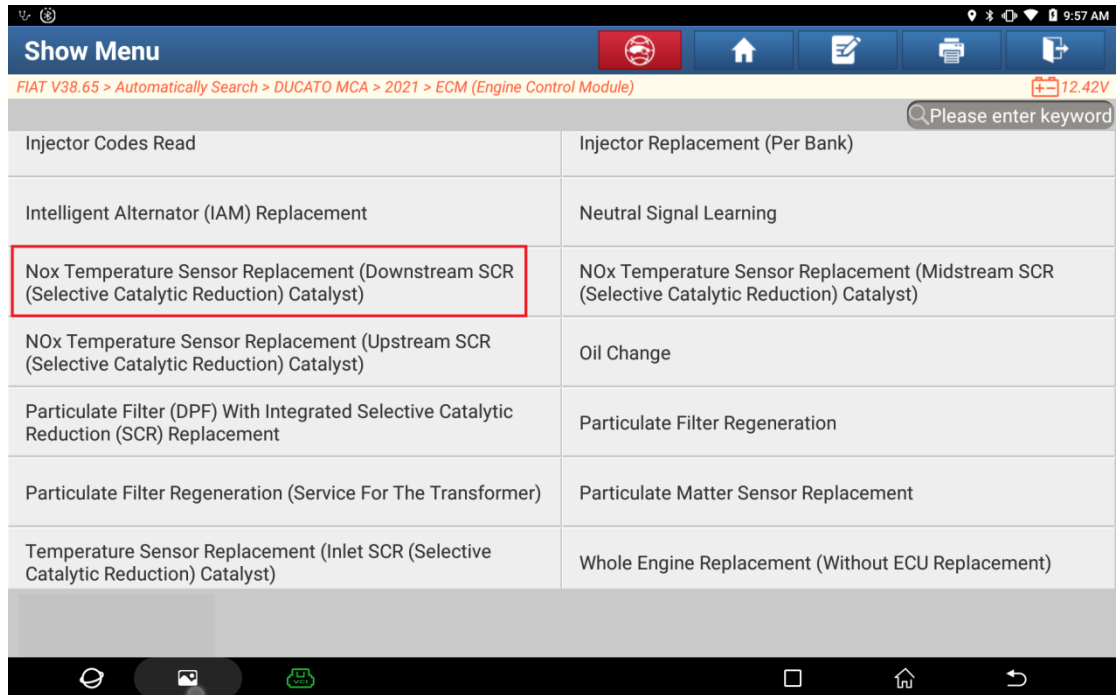 9:57 AM
Show Menu
FIAT V38.65 > Automatically Search > DUCATO MCA > 2021 > ECM (Engine Control Module)
12.42V
Please enter keyword
Injector Codes Read
Injector Replacement (Per Bank)
Intelligent Alternator (IAM) Replacement
Neutral Signal Learning
Nox Temperature Sensor Replacement (Downstream SCR
(Selective Catalytic Reduction) Catalyst)
NOx Temperature Sensor Replacement (Midstream SCR
(Selective Catalytic Reduction) Catalyst)
NOx Temperature Sensor Replacement (Upstream SCR
(Selective Catalytic Reduction) Catalyst)
Oil Change
Particulate Filter (DPF) With Integrated Selective Catalytic
Reduction (SCR) Replacement
Particulate Filter Regeneration
Particulate Filter Regeneration (Service For The Transformer)
Particulate Matter Sensor Replacement
Temperature Sensor Replacement (Inlet SCR (Selective
Catalytic Reduction) Catalyst)
Whole Engine Replacement (Without ECU Replacement)
VCI